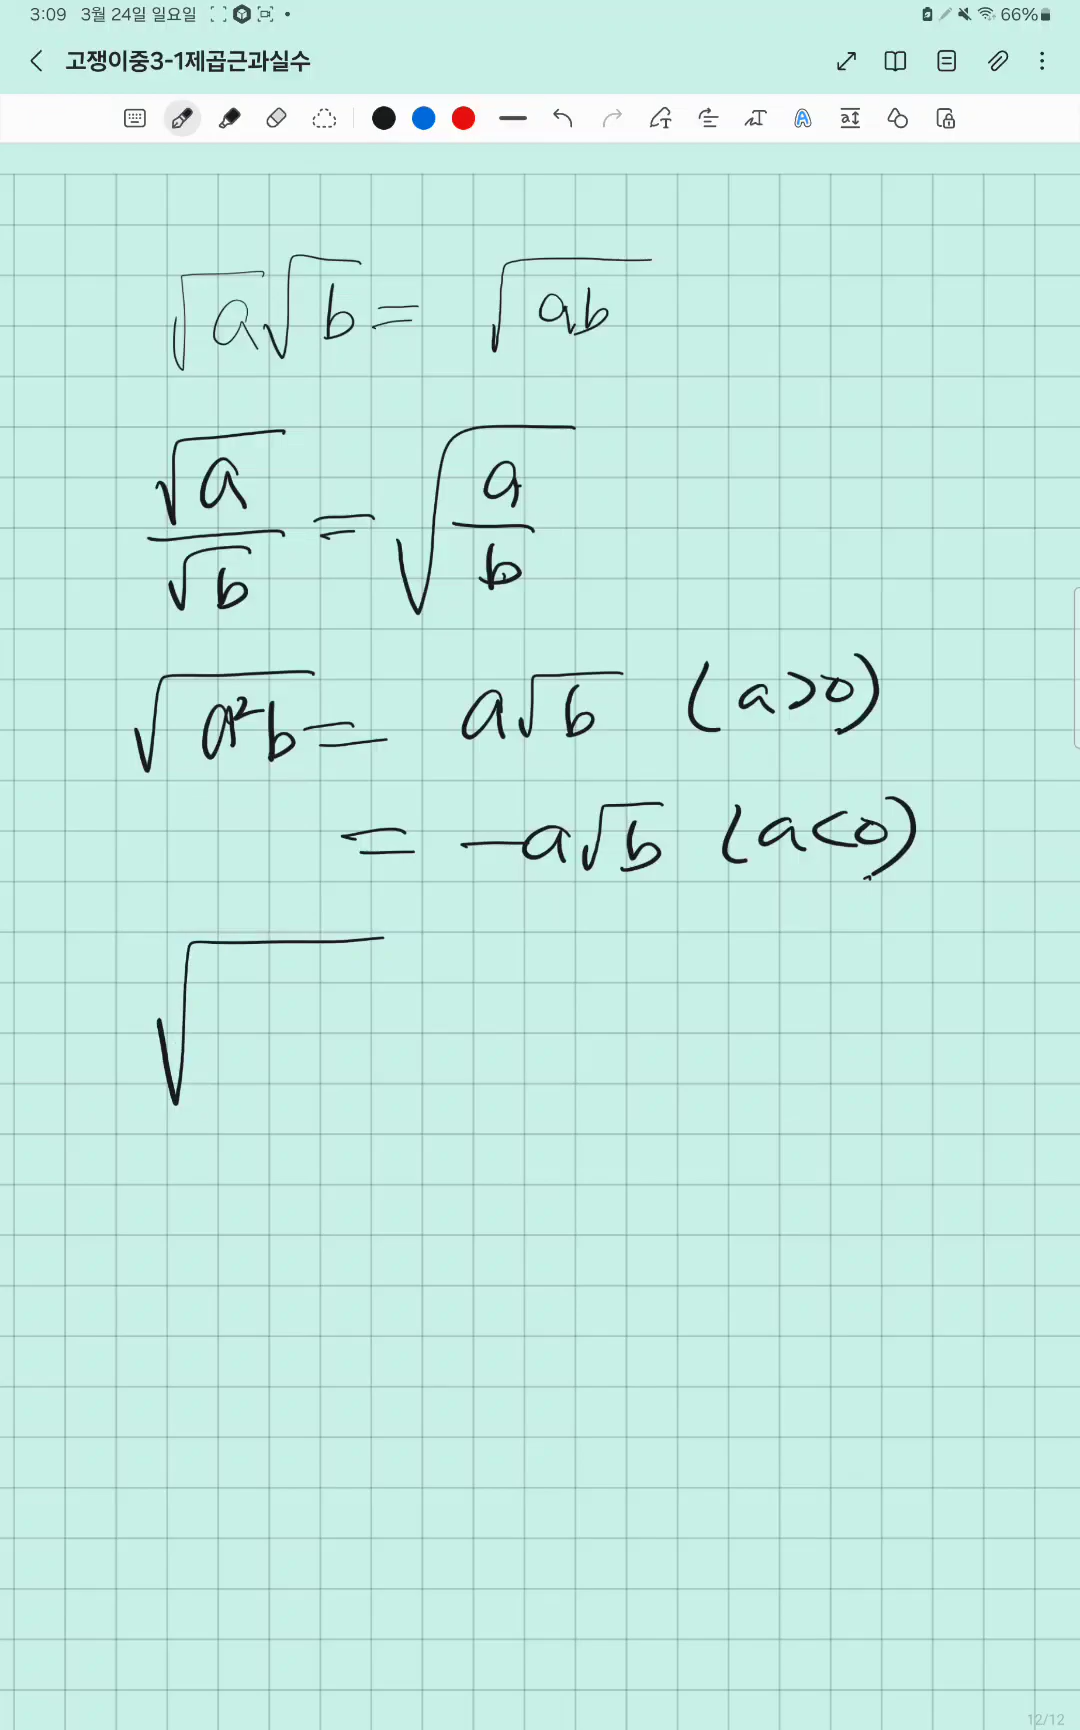 3:09 3월 24일 일요일 66%
고쟁이중3-1제곱근과실수
√a√b = √ab
√a/√b = √(a/b)
√(a²b) = a√b (a>0)
= -a√b (a<0)
√
12/12